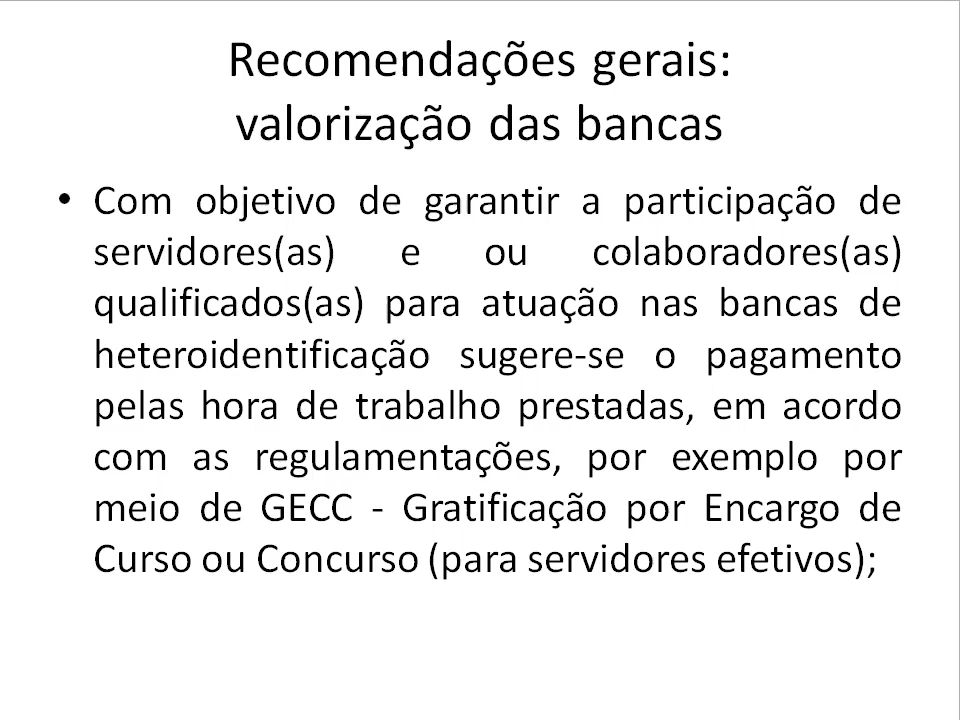 Recomendações gerais:
valorização das bancas
• Com objetivo de garantir a participação de
servidores(as) e ou colaboradores(as)
qualificados(as) para atuação nas bancas de
heteroidentificação sugere-se o pagamento
pelas hora de trabalho prestadas, em acordo
com as regulamentações, por exemplo por
meio de GECC - Gratificação por Encargo de
Curso ou Concurso (para servidores efetivos);